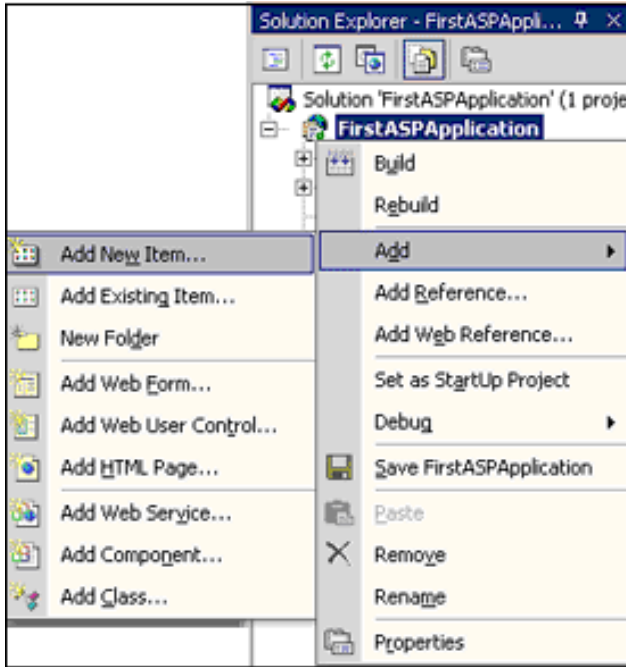 Solution Explorer - FirstASPAppli...
Solution 'FirstASPApplication' (1 proje
FirstASPApplication
Build
Rebuild
Add
Add Reference...
Add Web Reference...
Set as StartUp Project
Debug
Save FirstASPApplication
Paste
Remove
Rename
Properties
Add New Item...
Add Existing Item...
New Folder
Add Web Form...
Add Web User Control...
Add HTML Page...
Add Web Service...
Add Component...
Add Class...